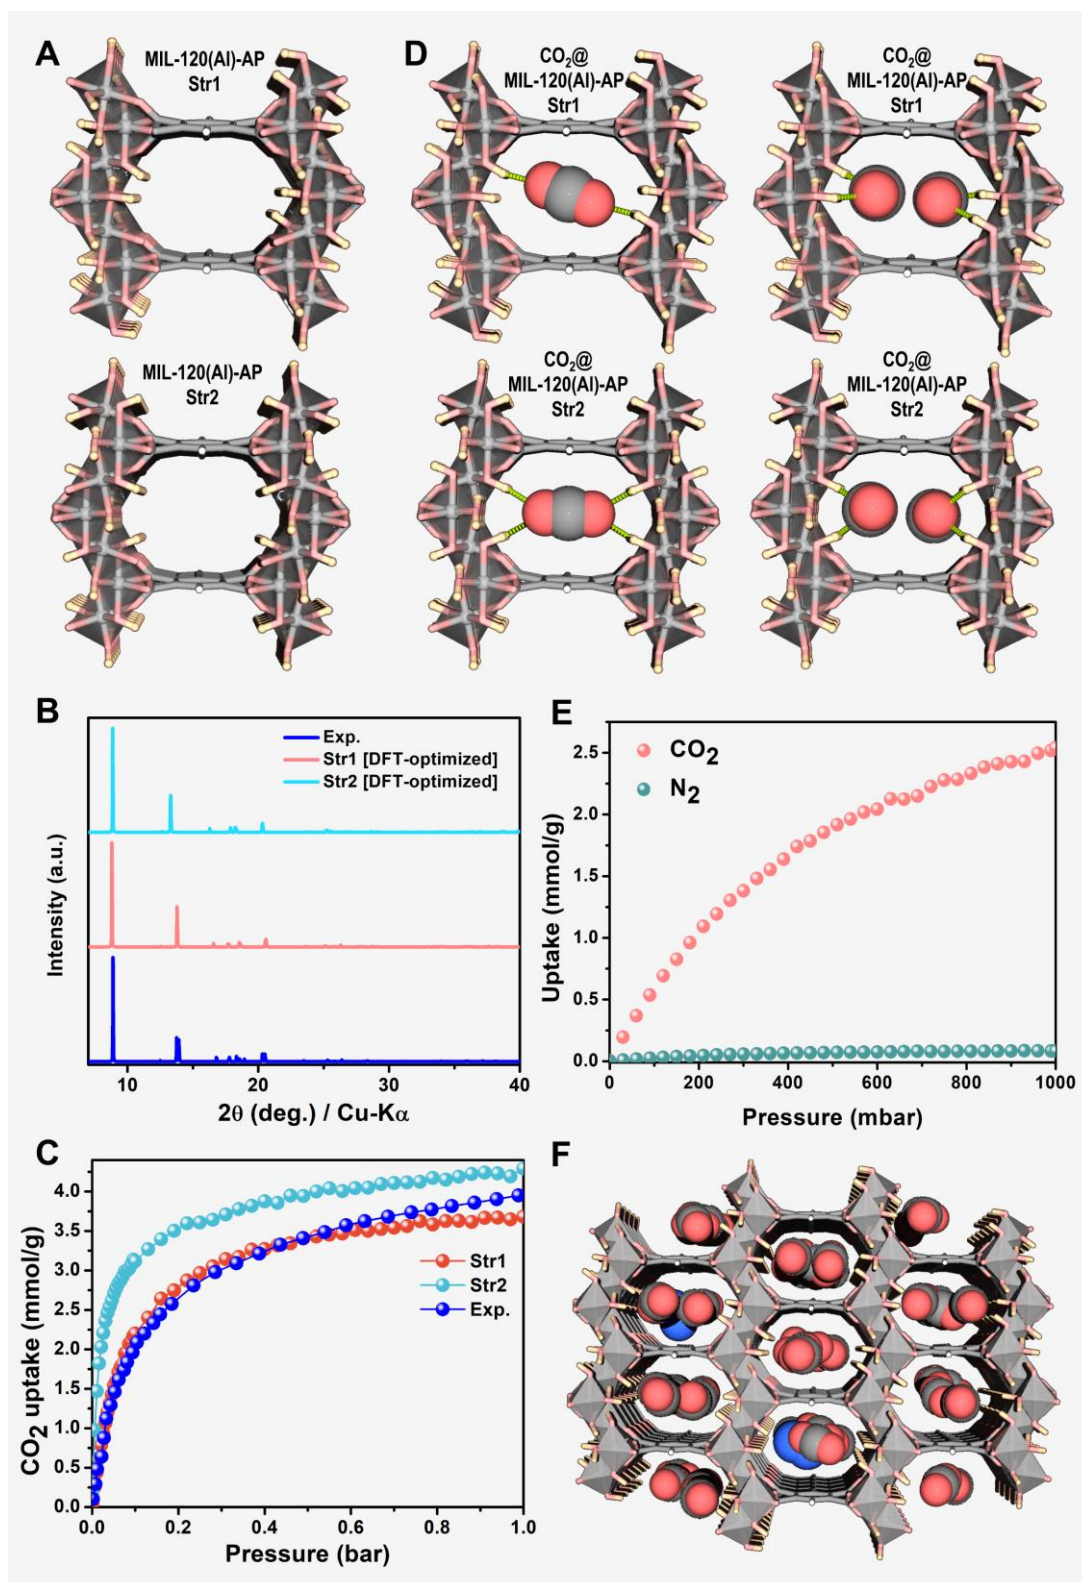 A
MIL-120(Al)-AP
Str1
MIL-120(Al)-AP
Str2
D
CO2@
MIL-120(Al)-AP
Str1
CO2@
MIL-120(Al)-AP
Str1
CO2@
MIL-120(Al)-AP
Str2
CO2@
MIL-120(Al)-AP
Str2
B
Exp.
Str1 [DFT-optimized]
Str2 [DFT-optimized]
Intensity (a.u.)
10 20 30 40
2θ (deg.) / Cu-Kα
E
CO2
N2
2.5
2.0
1.5
1.0
0.5
0.0
Uptake (mmol/g)
0 200 400 600 800 1000
Pressure (mbar)
C
4.0
3.5
3.0
2.5
2.0
1.5
1.0
0.5
0.0
CO2 uptake (mmol/g)
Str1
Str2
Exp.
0.0 0.2 0.4 0.6 0.8 1.0
Pressure (bar)
F